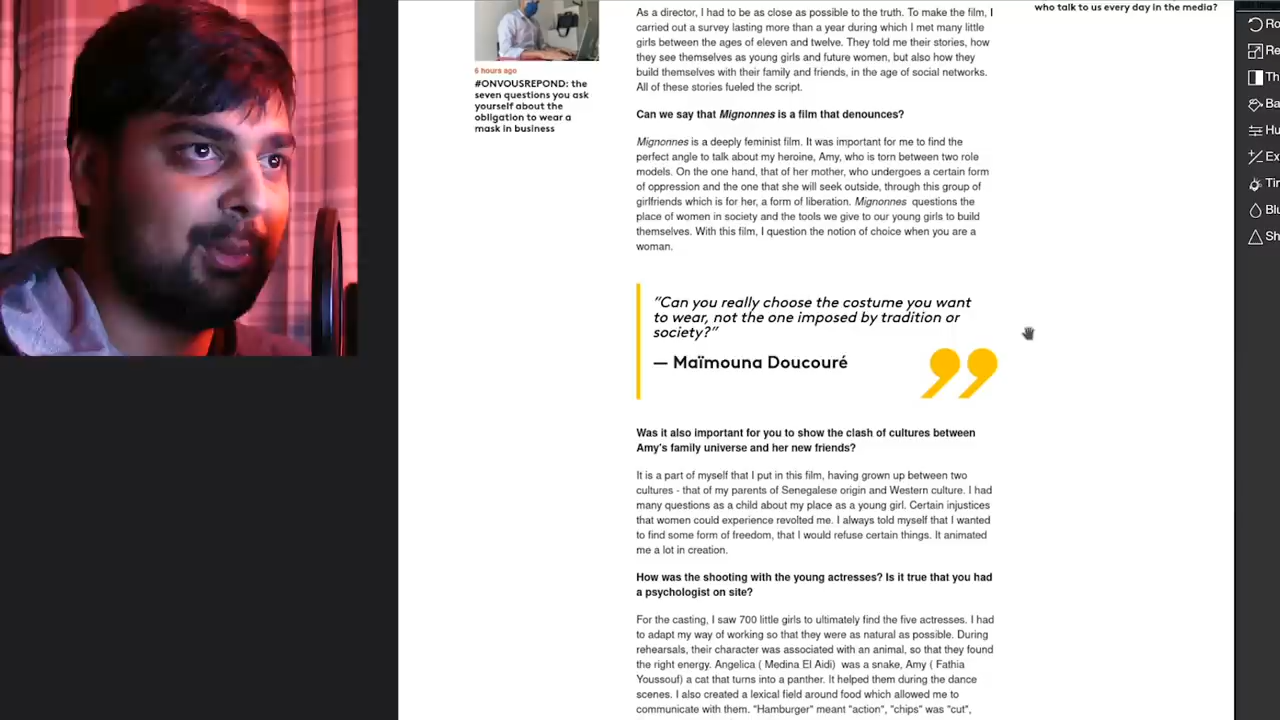 who talk to us every day in the media?
As a director, I had to be as close as possible to the truth. To make the film, I
carried out a survey lasting more than a year during which I met many little
girls between the ages of eleven and twelve. They told me their stories, how
they see themselves as young girls and future women, but also how they
build themselves with their family and friends, in the age of social networks.
All of these stories fueled the script.
6 hours ago
#ONVOUSREPOND: the
seven questions you ask
yourself about the
obligation to wear a
mask in business
Can we say that Mignonnes is a film that denounces?
Mignonnes is a deeply feminist film. It was important for me to find the
perfect angle to talk about my heroine, Amy, who is torn between two role
models. On the one hand, that of her mother, who undergoes a certain form
of oppression and the one that she will seek outside, through this group of
girlfriends which is for her, a form of liberation. Mignonnes questions the
place of women in society and the tools we give to our young girls to build
themselves. With this film, I question the notion of choice when you are a
woman.
"Can you really choose the costume you want
to wear, not the one imposed by tradition or
society?"
— Maïmouna Doucouré
Was it also important for you to show the clash of cultures between
Amy's family universe and her new friends?
It is a part of myself that I put in this film, having grown up between two
cultures - that of my parents of Senegalese origin and Western culture. I had
many questions as a child about my place as a young girl. Certain injustices
that women could experience revolted me. I always told myself that I wanted
to find some form of freedom, that I would refuse certain things. It animated
me a lot in creation.
How was the shooting with the young actresses? Is it true that you had
a psychologist on site?
For the casting, I saw 700 little girls to ultimately find the five actresses. I had
to adapt my way of working so that they were as natural as possible. During
rehearsals, their character was associated with an animal, so that they found
the right energy. Angelica ( Medina El Aidi) was a snake, Amy ( Fathia
Youssouf) a cat that turns into a panther. It helped them during the dance
scenes. I also created a lexical field around food which allowed me to
communicate with them. "Hamburger" meant "action", "chips" was "cut",
Ro
Re
Th
Ba
Hu
Ex
Tin
Blu
Sh